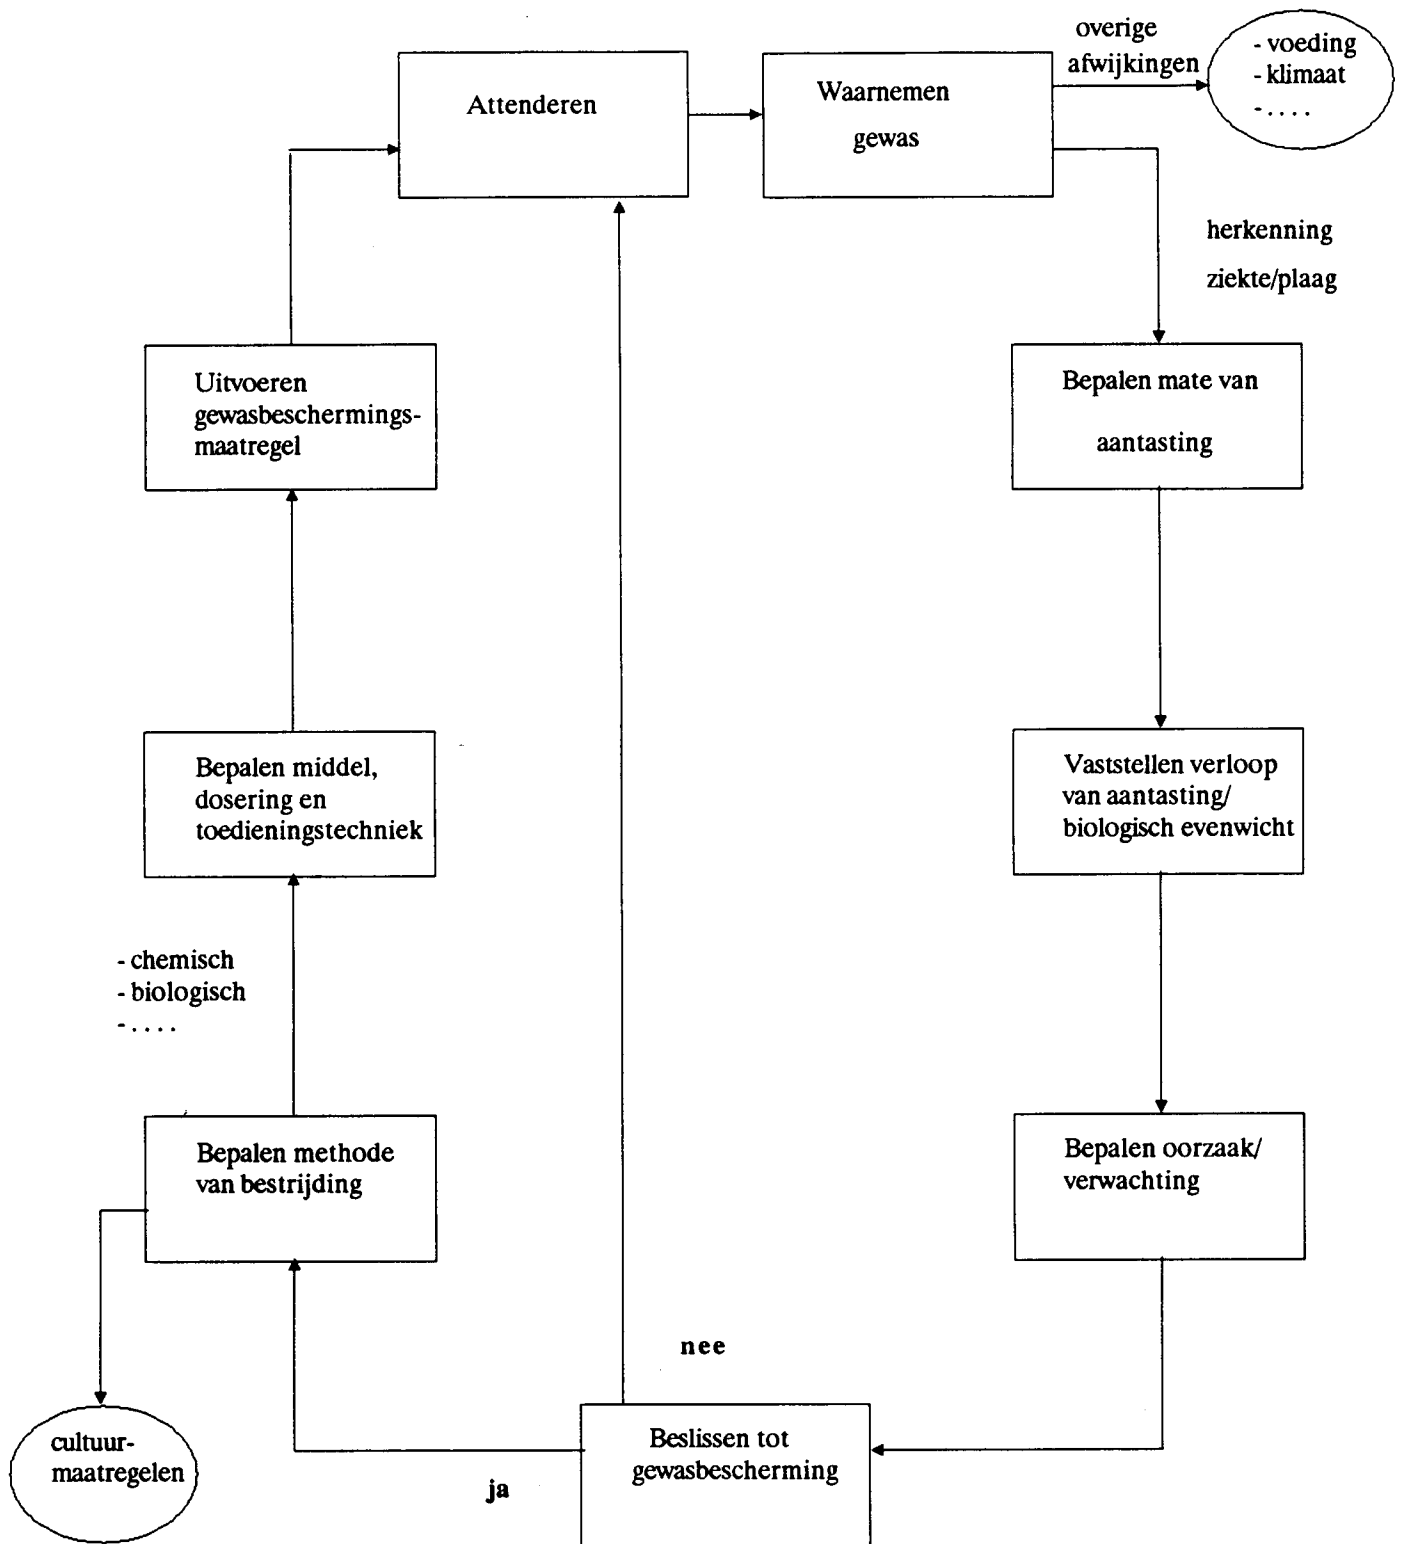 overige
afwijkingen
- voeding
- klimaat
- . . . .
Attenderen
Waarnemen
gewas
herkenning
ziekte/plaag
Uitvoeren
gewasbeschermings-
maatregel
Bepalen mate van
aantasting
Bepalen middel,
dosering en
toedieningstechniek
Vaststellen verloop
van aantasting/
biologisch evenwicht
- chemisch
- biologisch
- . . . .
Bepalen methode
van bestrijding
Bepalen oorzaak/
verwachting
nee
cultuur-
maatregelen
ja
Beslissen tot
gewasbescherming